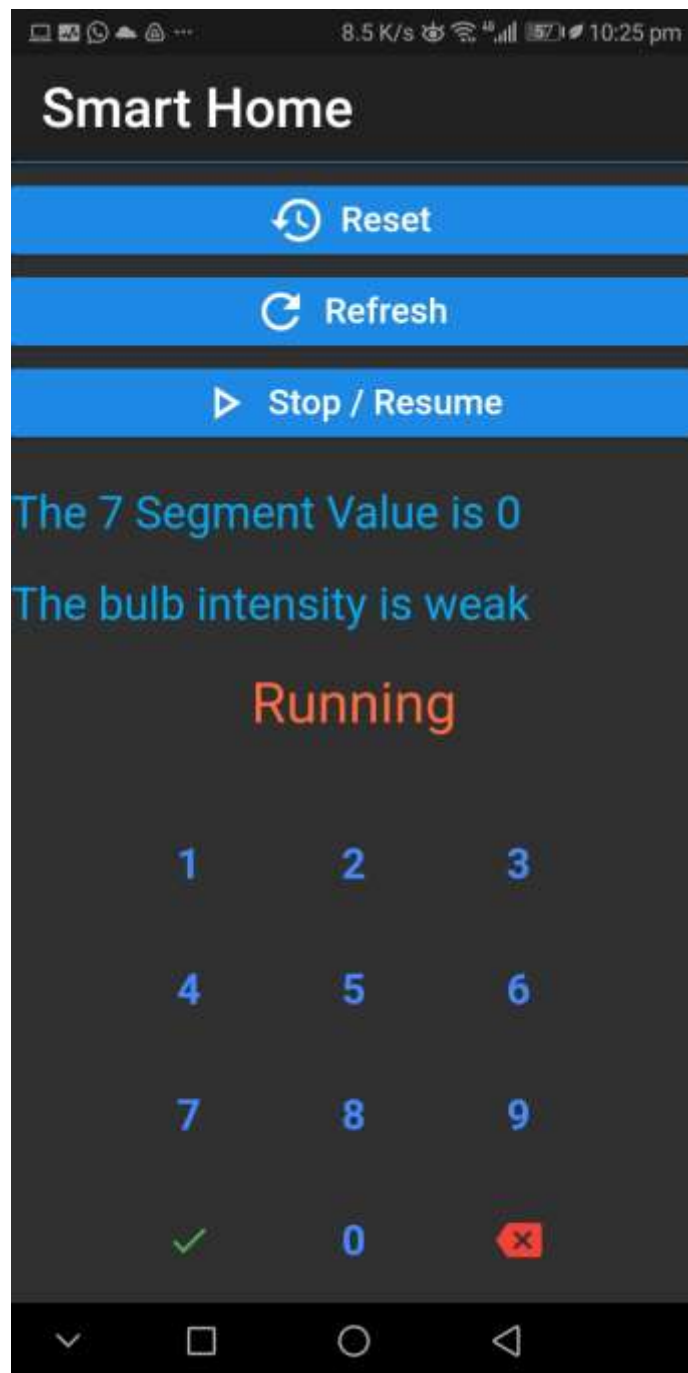 8.5 K/s 57 10:25 pm
Smart Home
Reset
Refresh
Stop / Resume
The 7 Segment Value is 0
The bulb intensity is weak
Running
1 2 3
4 5 6
7 8 9
0